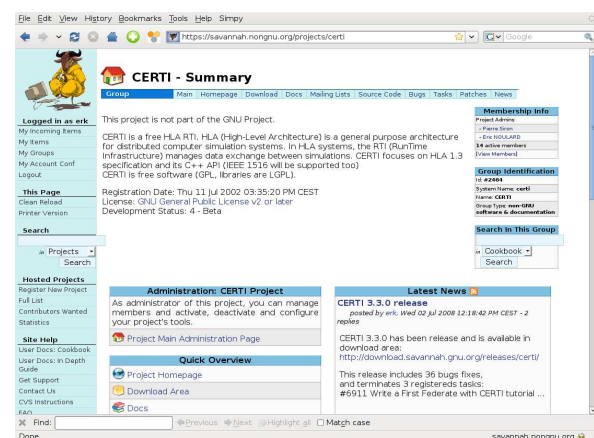 File Edit View History Bookmarks Tools Help Simpy
https://savannah.nongnu.org/projects/certi
Google
CERTI - Summary
Group Main Homepage Download Docs Mailing Lists Source Code Bugs Tasks Patches News
Logged in as erk
My Incoming Items
My Items
My Groups
My Account Conf
Logout
This Page
Clean Reload
Printer Version
Search
in Projects
Search
Hosted Projects
Register New Project
Full List
Contributors Wanted
Statistics
Site Help
User Docs: Cookbook
User Docs: In Depth
Guide
Get Support
Contact Us
CVS Instructions
FAQ
This project is not part of the GNU Project.
CERTI is a free HLA RTI. HLA (High-Level Architecture) is a general purpose architecture
for distributed computer simulation systems. In HLA systems, the RTI (RunTime
Infrastructure) manages data exchange between simulations. CERTI focuses on HLA 1.3
specification and its C++ API (IEEE 1516 will be supported too)
CERTI is free software (GPL, libraries are LGPL).
Registration Date: Thu 11 Jul 2002 03:35:20 PM CEST
License: GNU General Public License v2 or later
Development Status: 4 - Beta
Membership Info
Project Admins
- Pierre Siron
- Eric NOULARD
14 active members
[View Members]
Group Identification
Id: #2464
System Name: certi
Name: CERTI
Group Type: non-GNU
software & documentation
Search in This Group
in Cookbook
Search
Administration: CERTI Project
As administrator of this project, you can manage
members and activate, deactivate and configure
your project's tools.
Project Main Administration Page
Quick Overview
Project Homepage
Download Area
Docs
Latest News
CERTI 3.3.0 release
posted by erk, Wed 02 Jul 2008 12:18:42 PM CEST - 2
replies
CERTI 3.3.0 has been release and is available in
download area:
http://download.savannah.gnu.org/releases/certi/
This release includes 36 bugs fixes,
and terminates 3 registereds tasks:
#6911 Write a First Federate with CERTI tutorial ...
Find: Previous Next Highlight all Match case
Done
savannah.nongnu.org